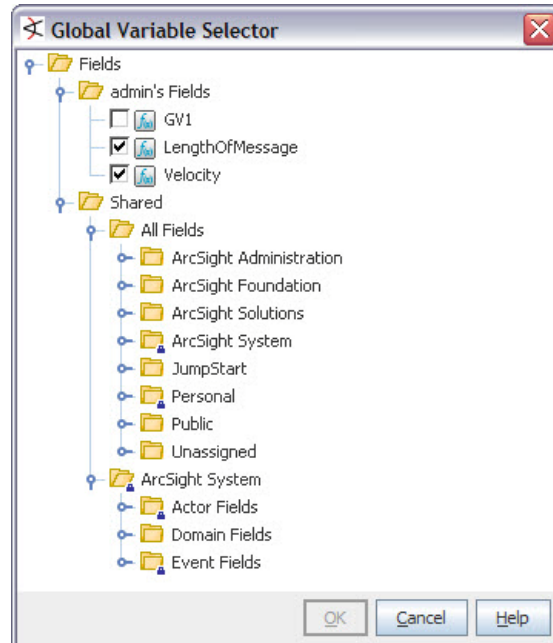 Global Variable Selector
Fields
admin's Fields
GV1
LengthOfMessage
Velocity
Shared
All Fields
ArcSight Administration
ArcSight Foundation
ArcSight Solutions
ArcSight System
JumpStart
Personal
Public
Unassigned
ArcSight System
Actor Fields
Domain Fields
Event Fields
OK Cancel Help